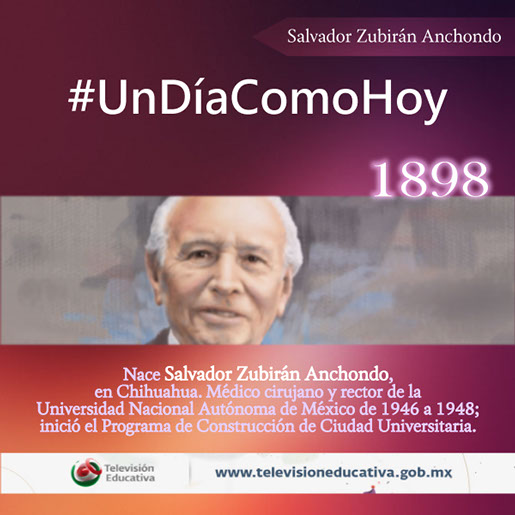 Salvador Zubirán Anchondo
#UnDíaComoHoy
1898
Nace Salvador Zubirán Anchondo,
en Chihuahua. Médico cirujano y rector de la
Universidad Nacional Autónoma de México de 1946 a 1948;
inició el Programa de Construcción de Ciudad Universitaria.
Televisión
Educativa
www.televisioneducativa.gob.mx